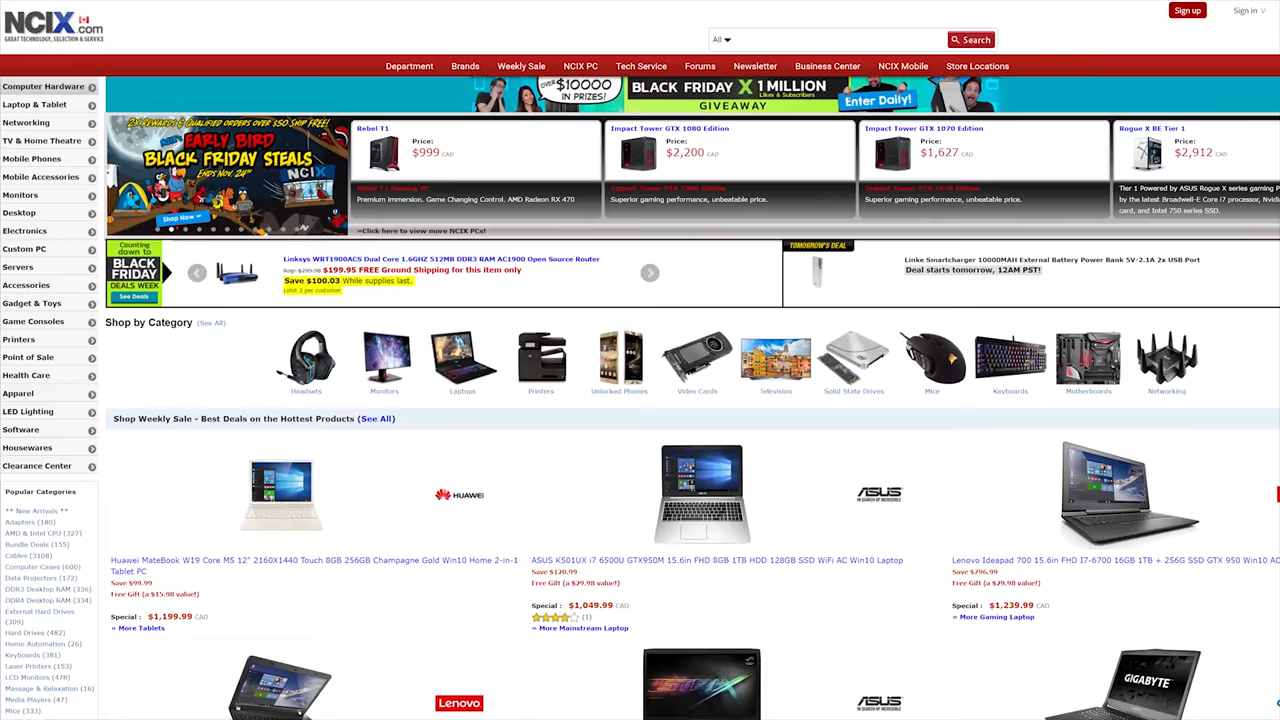 NCIX.com
GREAT TECHNOLOGY, SELECTION & SERVICE
Sign up
Sign in
All
Search
Department
Brands
Weekly Sale
NCIX PC
Tech Service
Forums
Newsletter
Business Center
NCIX Mobile
Store Locations
Computer Hardware
Laptop & Tablet
Networking
TV & Home Theatre
Mobile Phones
Mobile Accessories
Monitors
Desktop
Electronics
Custom PC
Servers
Accessories
Gadget & Toys
Game Consoles
Printers
Point of Sale
Health Care
Apparel
LED Lighting
Software
Housewares
Clearance Center
Popular Categories
** New Arrivals **
Adapters (180)
AMD & Intel CPU (327)
Bundle Deals (155)
Cables (3108)
Computer Cases (600)
Data Projectors (172)
DDR3 Desktop RAM (336)
DDR4 Desktop RAM (334)
External Hard Drives
(309)
Hard Drives (482)
Home Automation (26)
Keyboards (381)
Laser Printers (153)
LCD Monitors (478)
Massage & Relaxation (16)
Media Players (47)
Mice (333)
OVER $10000
IN PRIZES!
BLACK FRIDAY X 1 MILLION
Likes & Subscribers
GIVEAWAY
Enter Daily!
2X REWARDS & QUALIFIED ORDERS OVER $50 SHIP FREE!
EARLY BIRD
BLACK FRIDAY STEALS
ENDS NOV. 24TH
NCIX
Shop Now »
Rebel T1
Price:
$999 CAD
Rebel T1 Gaming PC
Premium immersion. Game Changing Control. AMD Radeon RX 470
Impact Tower GTX 1080 Edition
Price:
$2,200 CAD
Impact Tower GTX 1080 Edition
Superior gaming performance, unbeatable price.
Impact Tower GTX 1070 Edition
Price:
$1,627 CAD
Impact Tower GTX 1070 Edition
Superior gaming performance, unbeatable price.
Rogue X BE Tier 1
Price:
$2,912 CAD
Tier 1 Powered by ASUS Rogue X series gaming P
by the latest Broadwell-E Core i7 processors, video
card, and Intel 750 series SSD.
»Click here to view more NCIX PCs!
Counting
down to
BLACK
FRIDAY
DEALS WEEK
See Deals
Linksys WRT1900ACS Dual Core 1.6GHZ 512MB DDR3 RAM AC1900 Open Source Router
Reg: $299.98 $199.95 FREE Ground Shipping for this item only
Save $100.03 While supplies last.
Limit 2 per customer
TOMORROW'S DEAL
Linke Smartcharger 10000MAH External Battery Power Bank 5V-2.1A 2x USB Port
Deal starts tomorrow, 12AM PST!
Shop by Category (See All)
Headsets
Monitors
Laptops
Printers
Unlocked Phones
Video Cards
Television
Solid State Drives
Mice
Keyboards
Motherboards
Networking
Shop Weekly Sale - Best Deals on the Hottest Products (See All)
HUAWEI
Huawei MateBook W19 Core M5 12" 2160X1440 Touch 8GB 256GB Champagne Gold Win10 Home 2-in-1
Tablet PC
Save $99.99
Free Gift (a $15.98 value!)
Special : $1,199.99 CAD
» More Tablets
ASUS
IN SEARCH OF INCREDIBLE
ASUS K501UX i7 6500U GTX950M 15.6in FHD 8GB 1TB HDD 128GB SSD WiFi AC Win10 Laptop
Save $120.99
Free Gift (a $29.98 value!)
Special : $1,049.99 CAD
(1)
» More Mainstream Laptop
Lenovo Ideapad 700 15.6in FHD I7-6700 16GB 1TB + 256G SSD GTX 950 Win10 AC
Save $796.99
Free Gift (a $29.98 value!)
Special : $1,239.99 CAD
» More Gaming Laptop
Lenovo
STRIX
ASUS
IN SEARCH OF INCREDIBLE
GIGABYTE